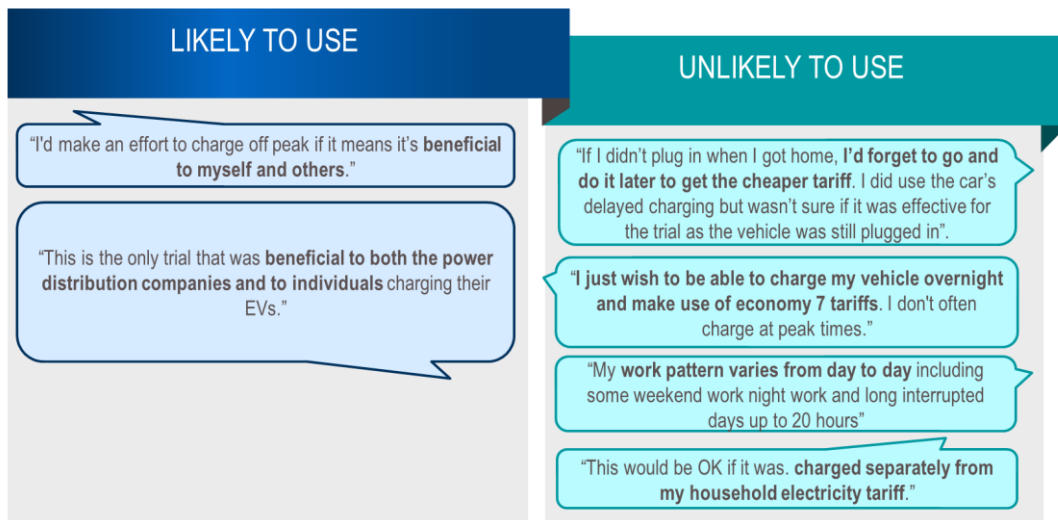 LIKELY TO USE
“I'd make an effort to charge off peak if it means it’s beneficial
to myself and others.”
“This is the only trial that was beneficial to both the power
distribution companies and to individuals charging their
EVs.”
UNLIKELY TO USE
“If I didn’t plug in when I got home, I’d forget to go and
do it later to get the cheaper tariff. I did use the car’s
delayed charging but wasn’t sure if it was effective for
the trial as the vehicle was still plugged in”.
“I just wish to be able to charge my vehicle overnight
and make use of economy 7 tariffs. I don't often
charge at peak times.”
“My work pattern varies from day to day including
some weekend work night work and long interrupted
days up to 20 hours”
“This would be OK if it was. charged separately from
my household electricity tariff.”